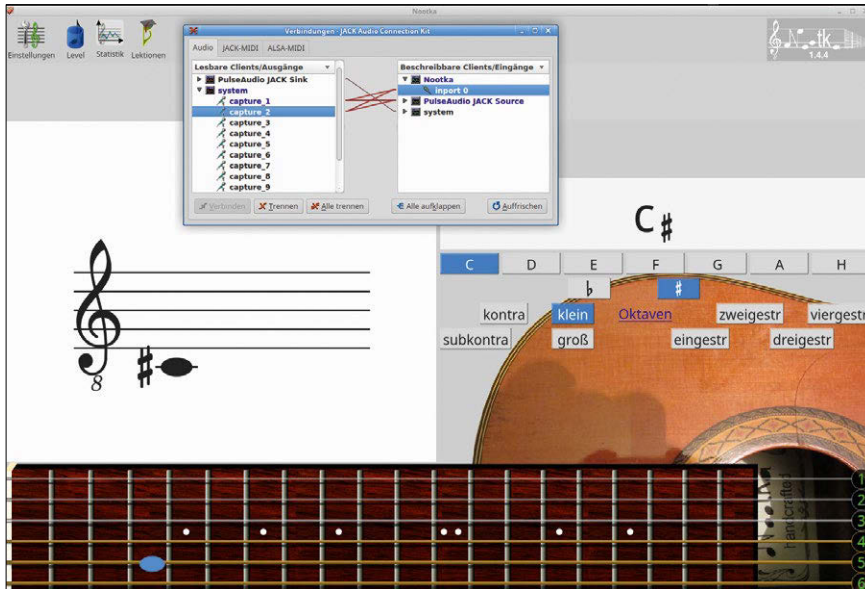 Nootka
Einstellungen Level Statistik Lektionen
1.4.4
Verbindungen - JACK Audio Connection Kit
Audio JACK-MIDI ALSA-MIDI
Lesbare Clients/Ausgänge
PulseAudio JACK Sink
system
capture_1
capture_2
capture_3
capture_4
capture_5
capture_6
capture_7
capture_8
capture_9
Beschreibbare Clients/Eingänge
Nootka
inport 0
PulseAudio JACK Source
system
Verbinden Trennen Alle trennen Alle aufklappen Auffrischen
8
C♯
C D E F G A H
♭ ♯
kontra klein Oktaven zweigestr viergestr
subkontra groß eingestr dreigestr
handcrafted
1
2
3
4
5
6